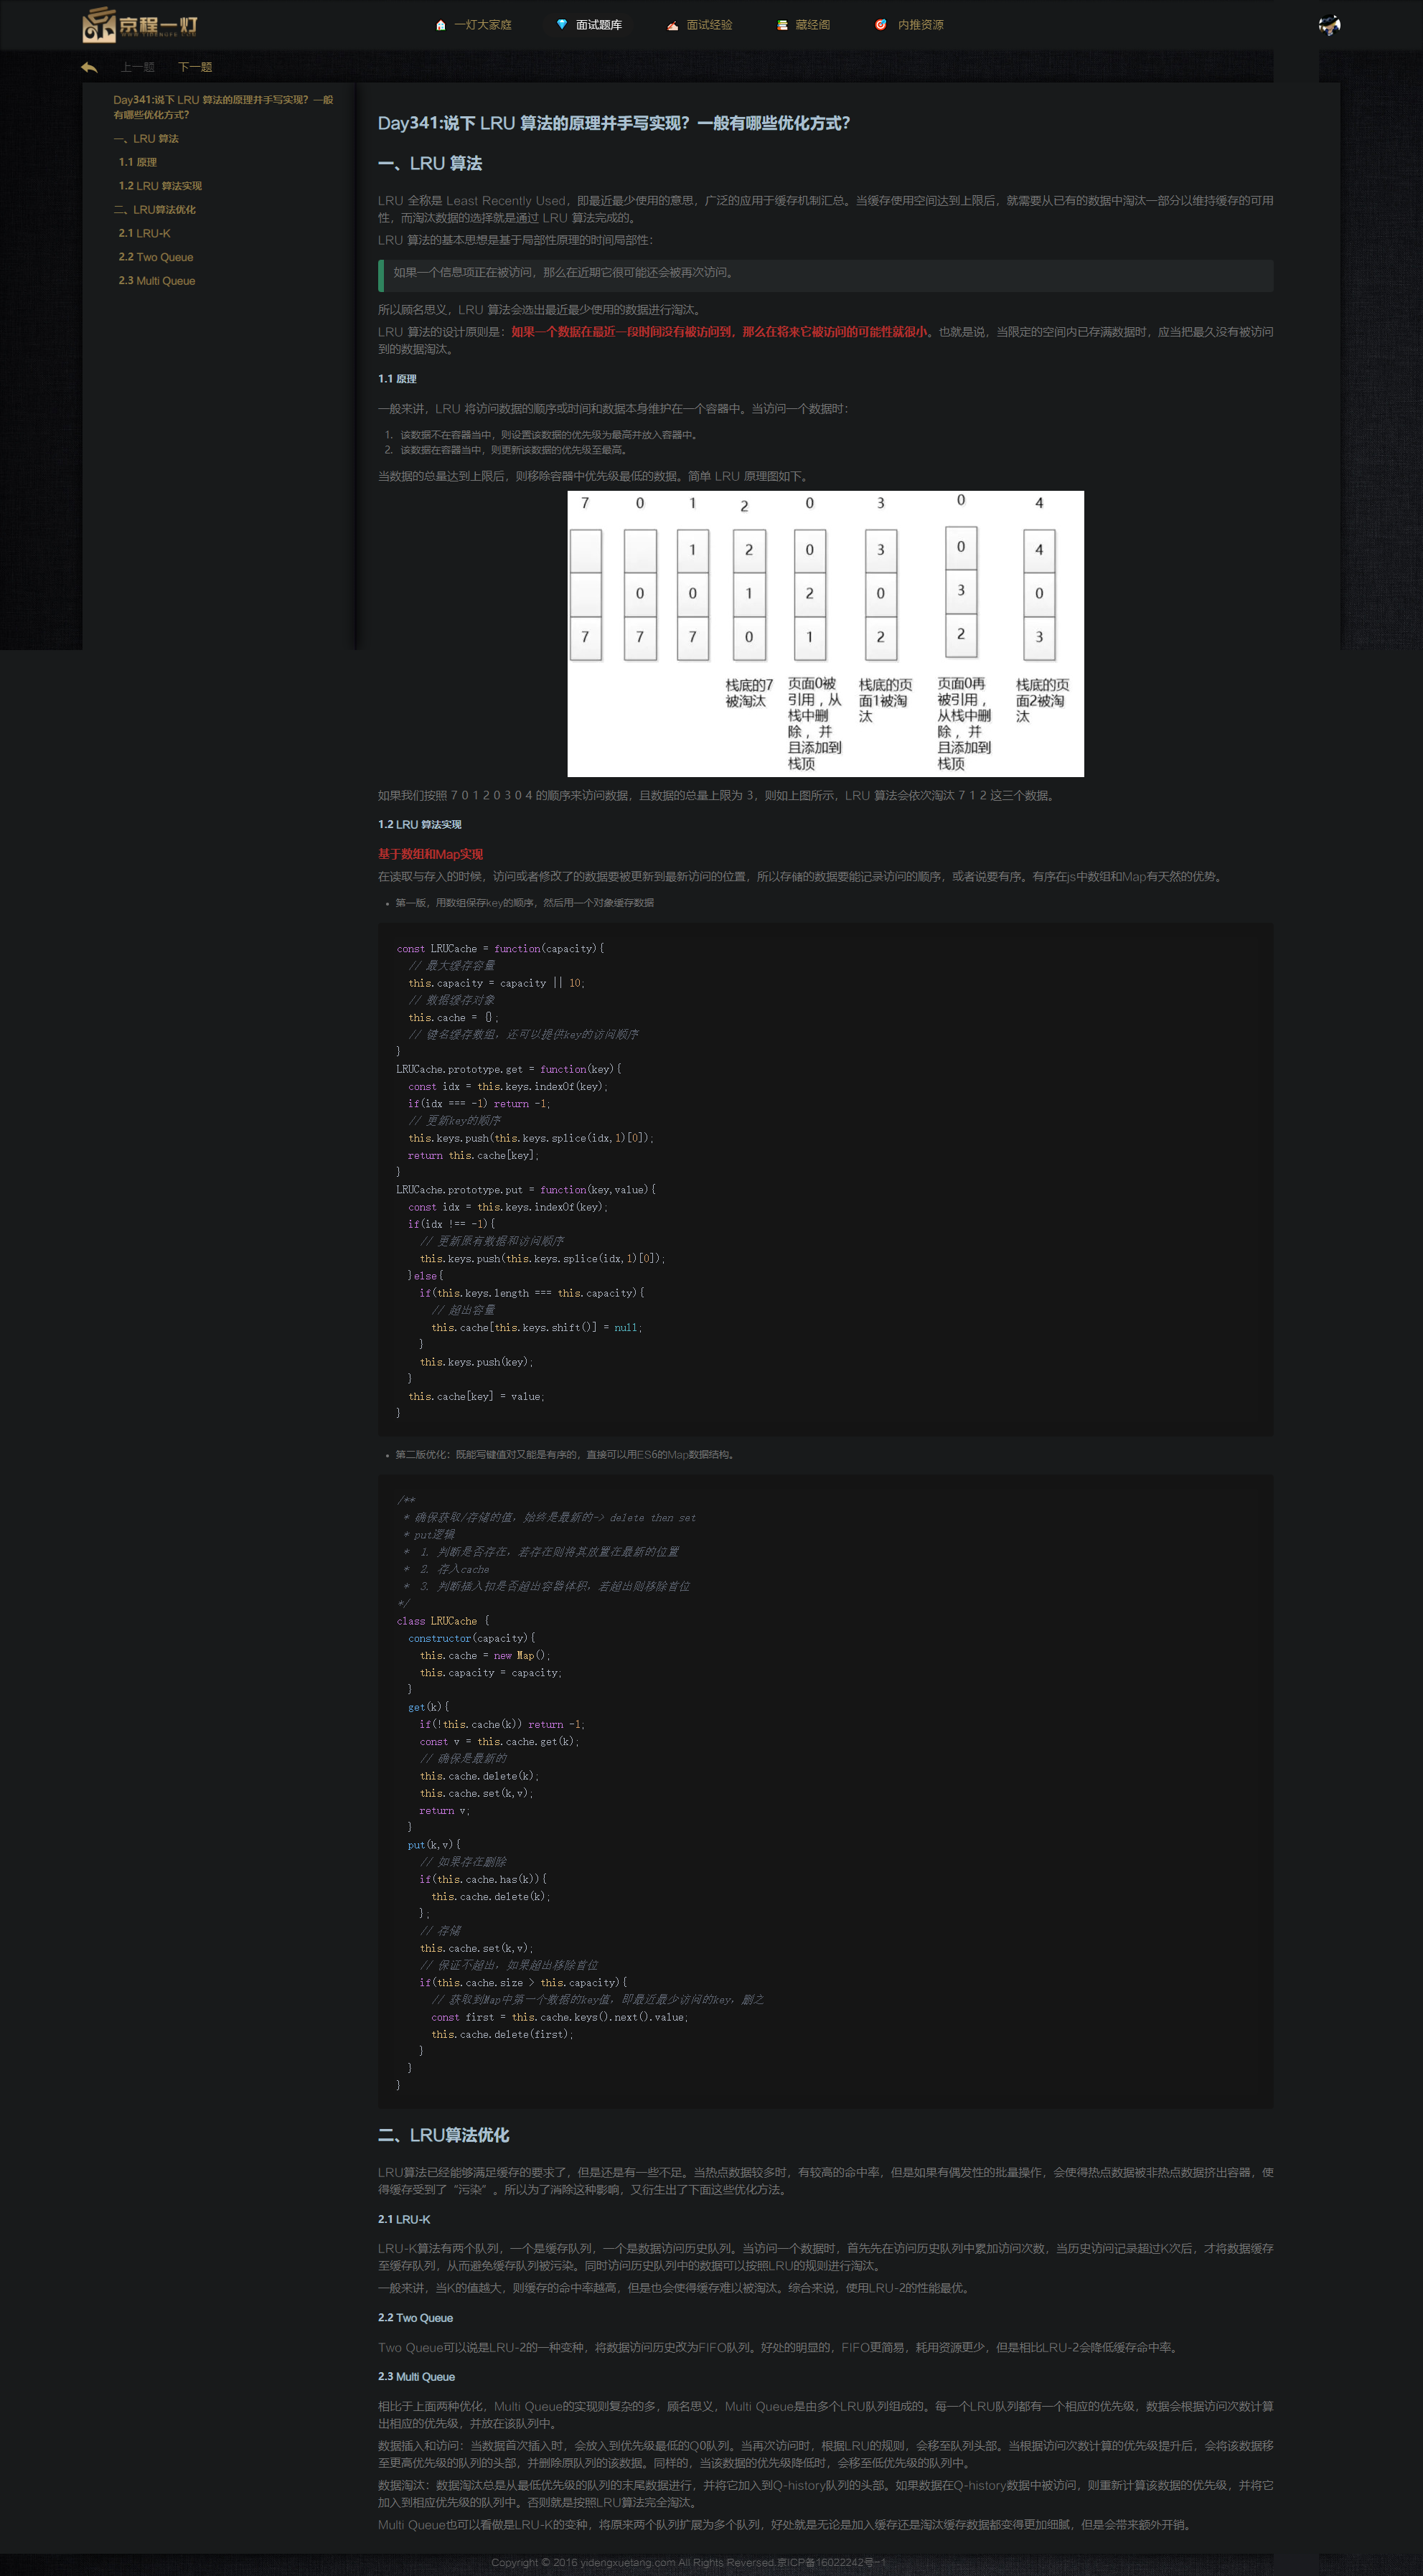 京程一灯
WWW.YIDENGFE.COM
一灯大家庭
面试题库
面试经验
藏经阁
内推资源
上一题
下一题
Day341:说下 LRU 算法的原理并手写实现？一般
有哪些优化方式？
一、LRU 算法
1.1 原理
1.2 LRU 算法实现
二、LRU算法优化
2.1 LRU-K
2.2 Two Queue
2.3 Multi Queue
Day341:说下 LRU 算法的原理并手写实现？一般有哪些优化方式？
一、LRU 算法
LRU 全称是 Least Recently Used，即最近最少使用的意思，广泛的应用于缓存机制汇总。当缓存使用空间达到上限后，就需要从已有的数据中淘汰一部分以维持缓存的可用
性，而淘汰数据的选择就是通过 LRU 算法完成的。
LRU 算法的基本思想是基于局部性原理的时间局部性：
如果一个信息项正在被访问，那么在近期它很可能还会被再次访问。
所以顾名思义，LRU 算法会选出最近最少使用的数据进行淘汰。
LRU 算法的设计原则是：如果一个数据在最近一段时间没有被访问到，那么在将来它被访问的可能性就很小。也就是说，当限定的空间内已存满数据时，应当把最久没有被访问
到的数据淘汰。
1.1 原理
一般来讲，LRU 将访问数据的顺序或时间和数据本身维护在一个容器中。当访问一个数据时：
1. 该数据不在容器当中，则设置该数据的优先级为最高并放入容器中。
2. 该数据在容器当中，则更新该数据的优先级至最高。
当数据的总量达到上限后，则移除容器中优先级最低的数据。简单 LRU 原理图如下。
7 0 1 2 0 3 0 4
1 2 0 3 0 4
0 0 1 2 0 3 0
7 7 7 0 1 2 2 3
栈底的7
被淘汰
页面0被
引用，从
栈中删
除，并
且添加到
栈顶
栈底的页
面1被淘
汰
页面0再
被引用，
从栈中删
除，并
且添加到
栈顶
栈底的页
面2被淘
汰
如果我们按照 7 0 1 2 0 3 0 4 的顺序来访问数据，且数据的总量上限为 3，则如上图所示，LRU 算法会依次淘汰 7 1 2 这三个数据。
1.2 LRU 算法实现
基于数组和Map实现
在读取与存入的时候，访问或者修改了的数据要被更新到最新访问的位置，所以存储的数据要能记录访问的顺序，或者说要有序。有序在js中数组和Map有天然的优势。
• 第一版，用数组保存key的顺序，然后用一个对象缓存数据
const LRUCache = function(capacity){
// 最大缓存容量
this.capacity = capacity || 10;
// 数据缓存对象
this.cache = {};
// 键名缓存数组，还可以提供key的访问顺序
}
LRUCache.prototype.get = function(key){
const idx = this.keys.indexOf(key);
if(idx === -1) return -1;
// 更新key的顺序
this.keys.push(this.keys.splice(idx,1)[0]);
return this.cache[key];
}
LRUCache.prototype.put = function(key,value){
const idx = this.keys.indexOf(key);
if(idx !== -1){
// 更新原有数据和访问顺序
this.keys.push(this.keys.splice(idx,1)[0]);
}else{
if(this.keys.length === this.capacity){
// 超出容量
this.cache[this.keys.shift()] = null;
}
this.keys.push(key);
}
this.cache[key] = value;
}
• 第二版优化：既能写键值对又能是有序的，直接可以用ES6的Map数据结构。
/**
* 确保获取/存储的值，始终是最新的-> delete then set
* put逻辑
* 1. 判断是否存在，若存在则将其放置在最新的位置
* 2. 存入cache
* 3. 判断插入扣是否超出容器体积，若超出则移除首位
*/
class LRUCache {
constructor(capacity){
this.cache = new Map();
this.capacity = capacity;
}
get(k){
if(!this.cache(k)) return -1;
const v = this.cache.get(k);
// 确保是最新的
this.cache.delete(k);
this.cache.set(k,v);
return v;
}
put(k,v){
// 如果存在删除
if(this.cache.has(k)){
this.cache.delete(k);
};
// 存储
this.cache.set(k,v);
// 保证不超出，如果超出移除首位
if(this.cache.size > this.capacity){
// 获取到Map中第一个数据的key值，即最近最少访问的key，删之
const first = this.cache.keys().next().value;
this.cache.delete(first);
}
}
}
二、LRU算法优化
LRU算法已经能够满足缓存的要求了，但是还是有一些不足。当热点数据较多时，有较高的命中率，但是如果有偶发性的批量操作，会使得热点数据被非热点数据挤出容器，使
得缓存受到了“污染”。所以为了消除这种影响，又衍生出了下面这些优化方法。
2.1 LRU-K
LRU-K算法有两个队列，一个是缓存队列，一个是数据访问历史队列。当访问一个数据时，首先先在访问历史队列中累加访问次数，当历史访问记录超过K次后，才将数据缓存
至缓存队列，从而避免缓存队列被污染。同时访问历史队列中的数据可以按照LRU的规则进行淘汰。
一般来讲，当K的值越大，则缓存的命中率越高，但是也会使得缓存难以被淘汰。综合来说，使用LRU-2的性能最优。
2.2 Two Queue
Two Queue可以说是LRU-2的一种变种，将数据访问历史改为FIFO队列。好处的明显的，FIFO更简易，耗用资源更少，但是相比LRU-2会降低缓存命中率。
2.3 Multi Queue
相比于上面两种优化，Multi Queue的实现则复杂的多，顾名思义，Multi Queue是由多个LRU队列组成的。每一个LRU队列都有一个相应的优先级，数据会根据访问次数计算
出相应的优先级，并放在该队列中。
数据插入和访问：当数据首次插入时，会放入到优先级最低的Q0队列。当再次访问时，根据LRU的规则，会移至队列头部。当根据访问次数计算的优先级提升后，会将该数据移
至更高优先级的队列的头部，并删除原队列的该数据。同样的，当该数据的优先级降低时，会移至低优先级的队列中。
数据淘汰：数据淘汰总是从最低优先级的队列的末尾数据进行，并将它加入到Q-history队列的头部。如果数据在Q-history数据中被访问，则重新计算该数据的优先级，并将它
加入到相应优先级的队列中。否则就是按照LRU算法完全淘汰。
Multi Queue也可以看做是LRU-K的变种，将原来两个队列扩展为多个队列，好处就是无论是加入缓存还是淘汰缓存数据都变得更加细腻，但是会带来额外开销。
Copyright © 2016 yidengxuetang.com All Rights Reversed.京ICP备16022242号-1